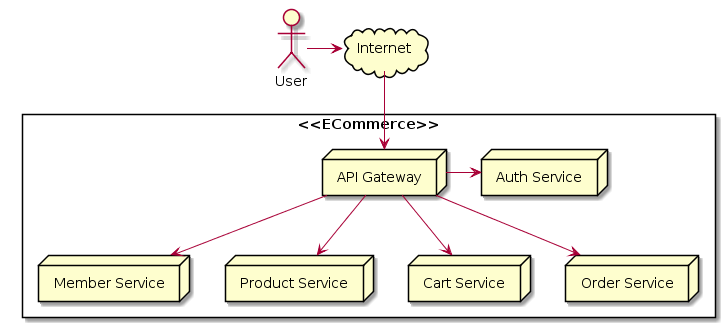 Internet
User
<<ECommerce>>
API Gateway
Auth Service
Member Service
Product Service
Cart Service
Order Service